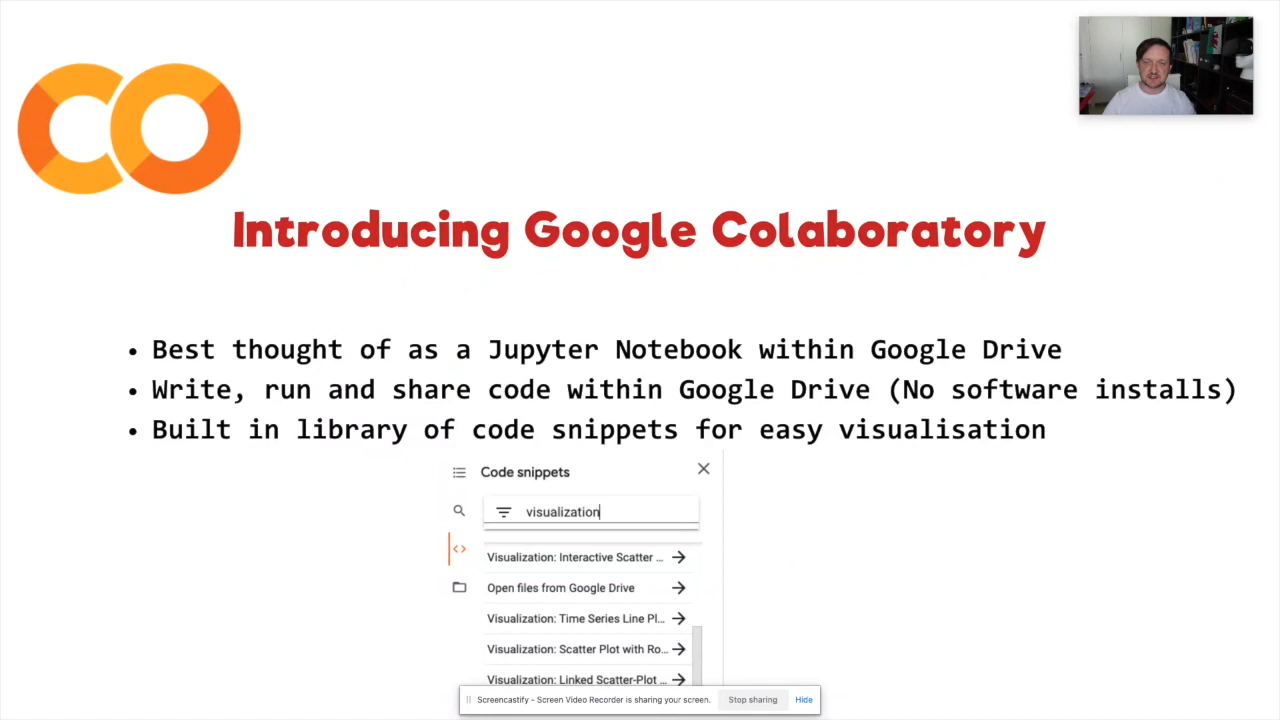 CO
Introducing Google Colaboratory
• Best thought of as a Jupyter Notebook within Google Drive
• Write, run and share code within Google Drive (No software installs)
• Built in library of code snippets for easy visualisation
Code snippets
visualization
Visualization: Interactive Scatter ...
Open files from Google Drive
Visualization: Time Series Line Pl...
Visualization: Scatter Plot with Ro...
Visualization: Linked Scatter-Plot ...
Screencastify - Screen Video Recorder is sharing your screen. Stop sharing Hide